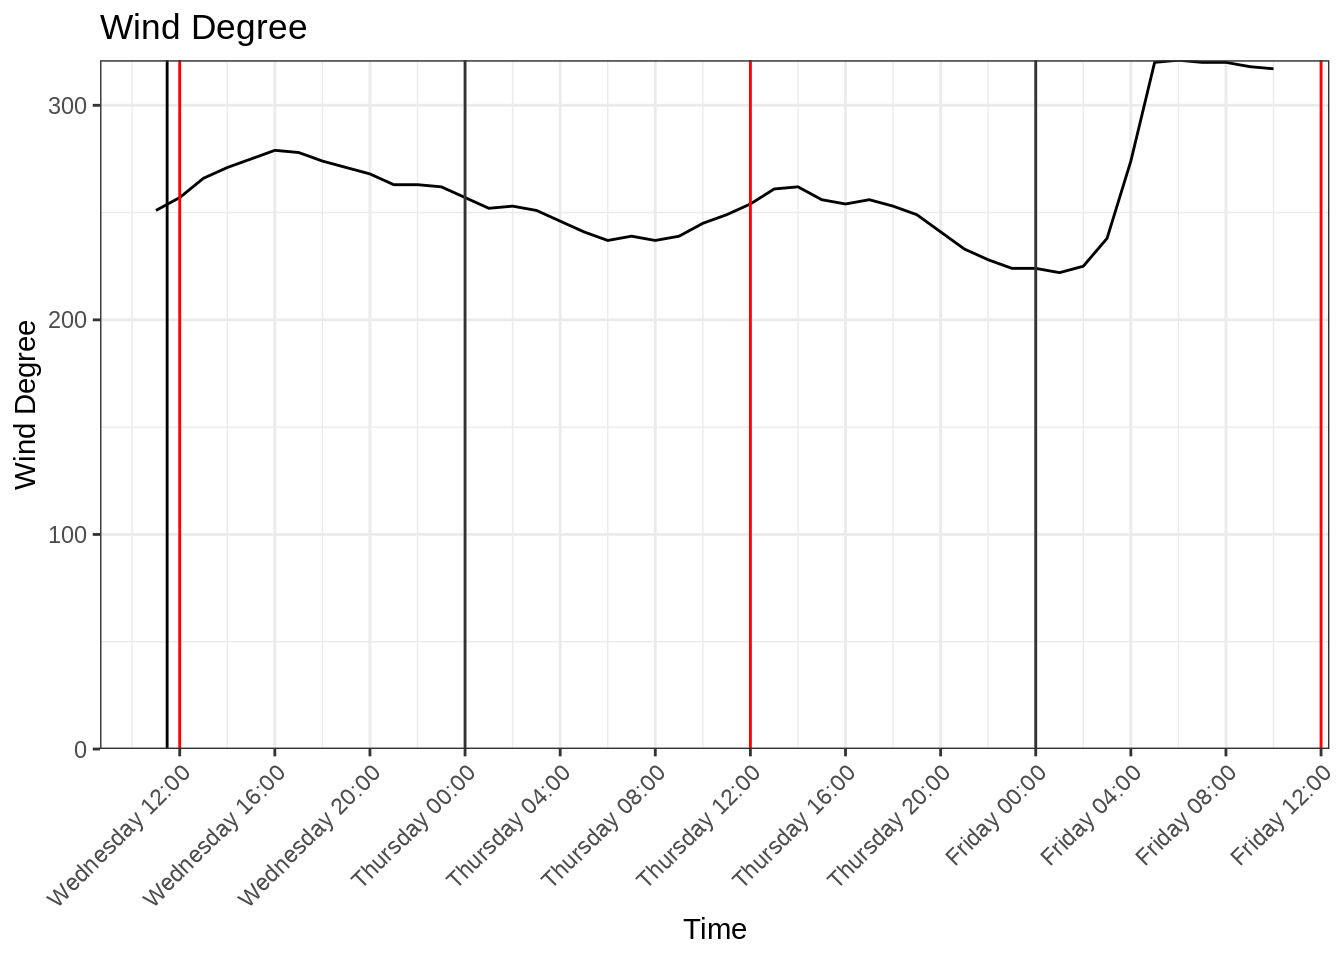 Wind Degree
Wind Degree
300
200
100
0
Wednesday 12:00
Wednesday 16:00
Wednesday 20:00
Thursday 00:00
Thursday 04:00
Thursday 08:00
Thursday 12:00
Thursday 16:00
Thursday 20:00
Friday 00:00
Friday 04:00
Friday 08:00
Friday 12:00
Time